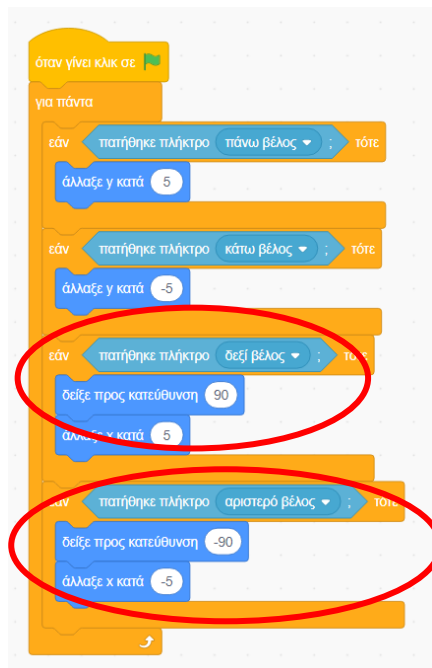 όταν γίνει κλικ σε
για πάντα
εάν πατήθηκε πλήκτρο πάνω βέλος ; τότε
άλλαξε y κατά 5
εάν πατήθηκε πλήκτρο κάτω βέλος ; τότε
άλλαξε y κατά -5
εάν πατήθηκε πλήκτρο δεξί βέλος ; τότε
δείξε προς κατεύθυνση 90
άλλαξε x κατά 5
εάν πατήθηκε πλήκτρο αριστερό βέλος ; τότε
δείξε προς κατεύθυνση -90
άλλαξε x κατά -5